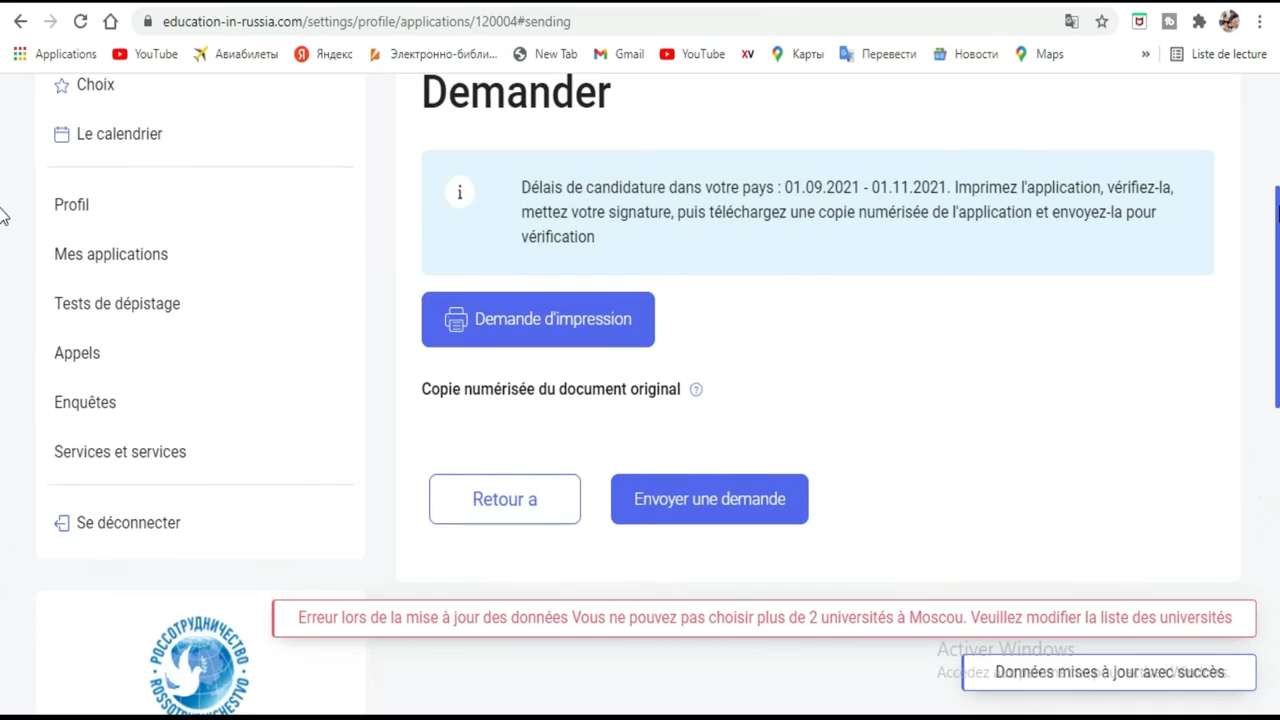 education-in-russia.com/settings/profile/applications/120004#sending
Applications YouTube Авиабилеты Яндекс Электронно-библи... New Tab Gmail YouTube XV Карты Перевести Новости Maps » Liste de lecture
Choix
Le calendrier
Profil
Mes applications
Tests de dépistage
Appels
Enquêtes
Services et services
Se déconnecter
РОССОТРУДНИЧЕСТВО
ROSSOTRUDNICHESTVO
Demander
i
Délais de candidature dans votre pays : 01.09.2021 - 01.11.2021. Imprimez l'application, vérifiez-la,
mettez votre signature, puis téléchargez une copie numérisée de l'application et envoyez-la pour
vérification
Demande d'impression
Copie numérisée du document original ?
Retour a
Envoyer une demande
Erreur lors de la mise à jour des données Vous ne pouvez pas choisir plus de 2 universités à Moscou. Veuillez modifier la liste des universités
Activer Windows
Données mises à jour avec succès